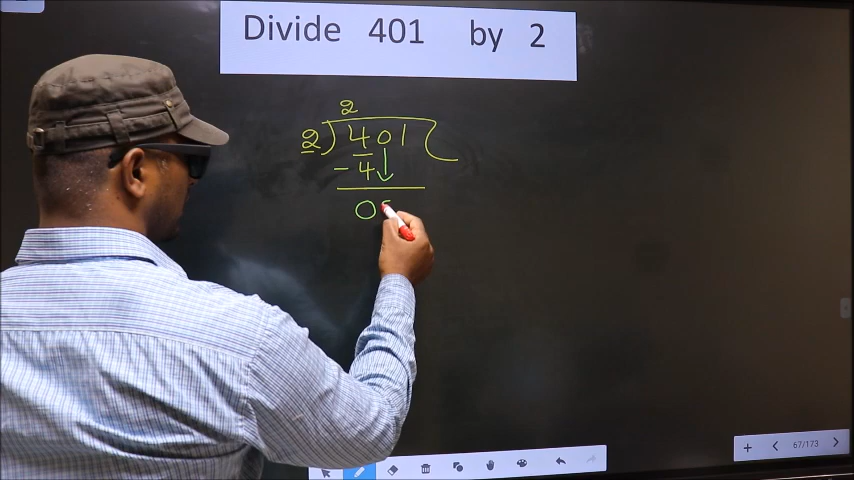 Divide 401 by 2
2
2 ) 401 (
- 4 ↓
0
67/173